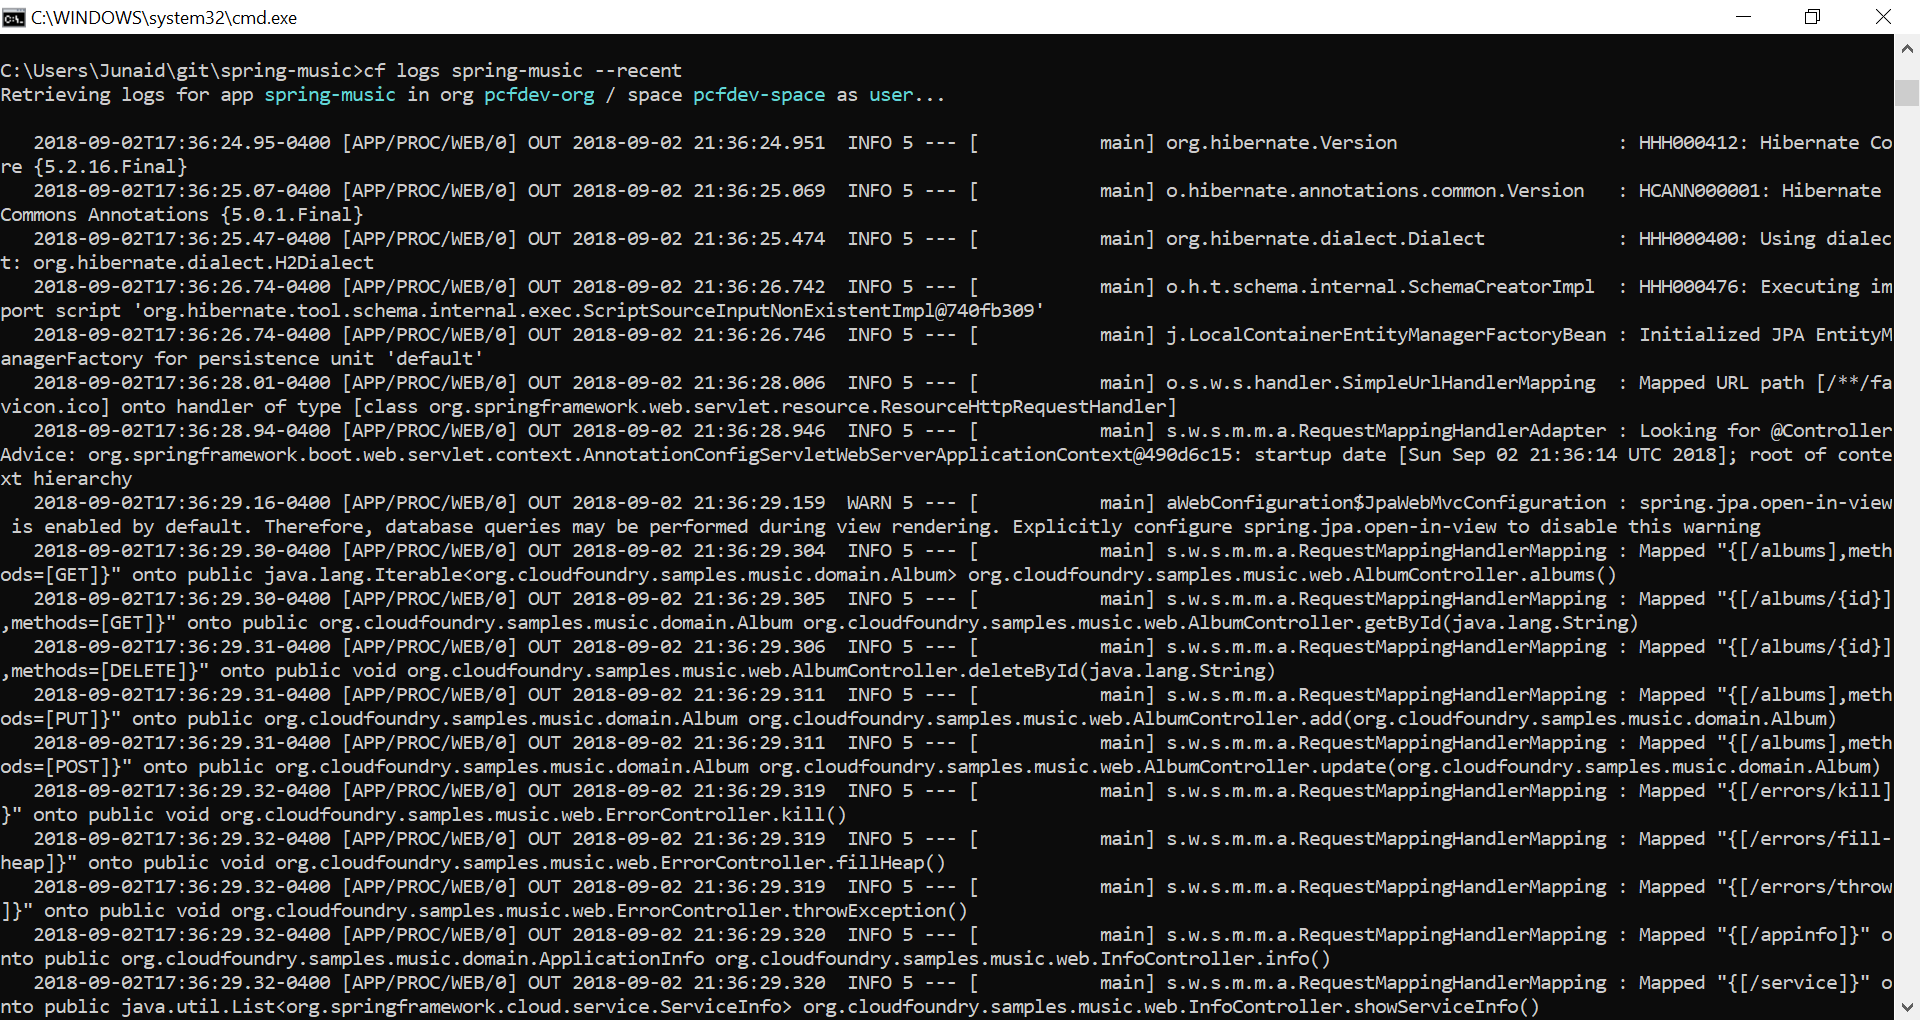 C:\WINDOWS\system32\cmd.exe
C:\Users\Junaid\git\spring-music>cf logs spring-music --recent
Retrieving logs for app spring-music in org pcfdev-org / space pcfdev-space as user...
2018-09-02T17:36:24.95-0400 [APP/PROC/WEB/0] OUT 2018-09-02 21:36:24.951  INFO 5 --- [           main] org.hibernate.Version                    : HHH000412: Hibernate Co
re {5.2.16.Final}
2018-09-02T17:36:25.07-0400 [APP/PROC/WEB/0] OUT 2018-09-02 21:36:25.069  INFO 5 --- [           main] o.hibernate.annotations.common.Version   : HCANN000001: Hibernate
Commons Annotations {5.0.1.Final}
2018-09-02T17:36:25.47-0400 [APP/PROC/WEB/0] OUT 2018-09-02 21:36:25.474  INFO 5 --- [           main] org.hibernate.dialect.Dialect            : HHH000400: Using dialec
t: org.hibernate.dialect.H2Dialect
2018-09-02T17:36:26.74-0400 [APP/PROC/WEB/0] OUT 2018-09-02 21:36:26.742  INFO 5 --- [           main] o.h.t.schema.internal.SchemaCreatorImpl  : HHH000476: Executing im
port script 'org.hibernate.tool.schema.internal.exec.ScriptSourceInputNonExistentImpl@740fb309'
2018-09-02T17:36:26.74-0400 [APP/PROC/WEB/0] OUT 2018-09-02 21:36:26.746  INFO 5 --- [           main] j.LocalContainerEntityManagerFactoryBean : Initialized JPA EntityM
anagerFactory for persistence unit 'default'
2018-09-02T17:36:28.01-0400 [APP/PROC/WEB/0] OUT 2018-09-02 21:36:28.006  INFO 5 --- [           main] o.s.w.s.handler.SimpleUrlHandlerMapping  : Mapped URL path [/**/fa
vicon.ico] onto handler of type [class org.springframework.web.servlet.resource.ResourceHttpRequestHandler]
2018-09-02T17:36:28.94-0400 [APP/PROC/WEB/0] OUT 2018-09-02 21:36:28.946  INFO 5 --- [           main] s.w.s.m.m.a.RequestMappingHandlerAdapter : Looking for @Controller
Advice: org.springframework.boot.web.servlet.context.AnnotationConfigServletWebServerApplicationContext@490d6c15: startup date [Sun Sep 02 21:36:14 UTC 2018]; root of conte
xt hierarchy
2018-09-02T17:36:29.16-0400 [APP/PROC/WEB/0] OUT 2018-09-02 21:36:29.159  WARN 5 --- [           main] aWebConfiguration$JpaWebMvcConfiguration : spring.jpa.open-in-view
is enabled by default. Therefore, database queries may be performed during view rendering. Explicitly configure spring.jpa.open-in-view to disable this warning
2018-09-02T17:36:29.30-0400 [APP/PROC/WEB/0] OUT 2018-09-02 21:36:29.304  INFO 5 --- [           main] s.w.s.m.m.a.RequestMappingHandlerMapping : Mapped "{[/albums],meth
ods=[GET]}" onto public java.lang.Iterable<org.cloudfoundry.samples.music.domain.Album> org.cloudfoundry.samples.music.web.AlbumController.albums()
2018-09-02T17:36:29.30-0400 [APP/PROC/WEB/0] OUT 2018-09-02 21:36:29.305  INFO 5 --- [           main] s.w.s.m.m.a.RequestMappingHandlerMapping : Mapped "{[/albums/{id}]
,methods=[GET]}" onto public org.cloudfoundry.samples.music.domain.Album org.cloudfoundry.samples.music.web.AlbumController.getById(java.lang.String)
2018-09-02T17:36:29.31-0400 [APP/PROC/WEB/0] OUT 2018-09-02 21:36:29.306  INFO 5 --- [           main] s.w.s.m.m.a.RequestMappingHandlerMapping : Mapped "{[/albums/{id}]
,methods=[DELETE]}" onto public void org.cloudfoundry.samples.music.web.AlbumController.deleteById(java.lang.String)
2018-09-02T17:36:29.31-0400 [APP/PROC/WEB/0] OUT 2018-09-02 21:36:29.311  INFO 5 --- [           main] s.w.s.m.m.a.RequestMappingHandlerMapping : Mapped "{[/albums],meth
ods=[PUT]}" onto public org.cloudfoundry.samples.music.domain.Album org.cloudfoundry.samples.music.web.AlbumController.add(org.cloudfoundry.samples.music.domain.Album)
2018-09-02T17:36:29.31-0400 [APP/PROC/WEB/0] OUT 2018-09-02 21:36:29.311  INFO 5 --- [           main] s.w.s.m.m.a.RequestMappingHandlerMapping : Mapped "{[/albums],meth
ods=[POST]}" onto public org.cloudfoundry.samples.music.domain.Album org.cloudfoundry.samples.music.web.AlbumController.update(org.cloudfoundry.samples.music.domain.Album)
2018-09-02T17:36:29.32-0400 [APP/PROC/WEB/0] OUT 2018-09-02 21:36:29.319  INFO 5 --- [           main] s.w.s.m.m.a.RequestMappingHandlerMapping : Mapped "{[/errors/kill]
}" onto public void org.cloudfoundry.samples.music.web.ErrorController.kill()
2018-09-02T17:36:29.32-0400 [APP/PROC/WEB/0] OUT 2018-09-02 21:36:29.319  INFO 5 --- [           main] s.w.s.m.m.a.RequestMappingHandlerMapping : Mapped "{[/errors/fill-
heap]}" onto public void org.cloudfoundry.samples.music.web.ErrorController.fillHeap()
2018-09-02T17:36:29.32-0400 [APP/PROC/WEB/0] OUT 2018-09-02 21:36:29.319  INFO 5 --- [           main] s.w.s.m.m.a.RequestMappingHandlerMapping : Mapped "{[/errors/throw
]}" onto public void org.cloudfoundry.samples.music.web.ErrorController.throwException()
2018-09-02T17:36:29.32-0400 [APP/PROC/WEB/0] OUT 2018-09-02 21:36:29.320  INFO 5 --- [           main] s.w.s.m.m.a.RequestMappingHandlerMapping : Mapped "{[/appinfo]}" o
nto public org.cloudfoundry.samples.music.domain.ApplicationInfo org.cloudfoundry.samples.music.web.InfoController.info()
2018-09-02T17:36:29.32-0400 [APP/PROC/WEB/0] OUT 2018-09-02 21:36:29.320  INFO 5 --- [           main] s.w.s.m.m.a.RequestMappingHandlerMapping : Mapped "{[/service]}" o
nto public java.util.List<org.springframework.cloud.service.ServiceInfo> org.cloudfoundry.samples.music.web.InfoController.showServiceInfo()